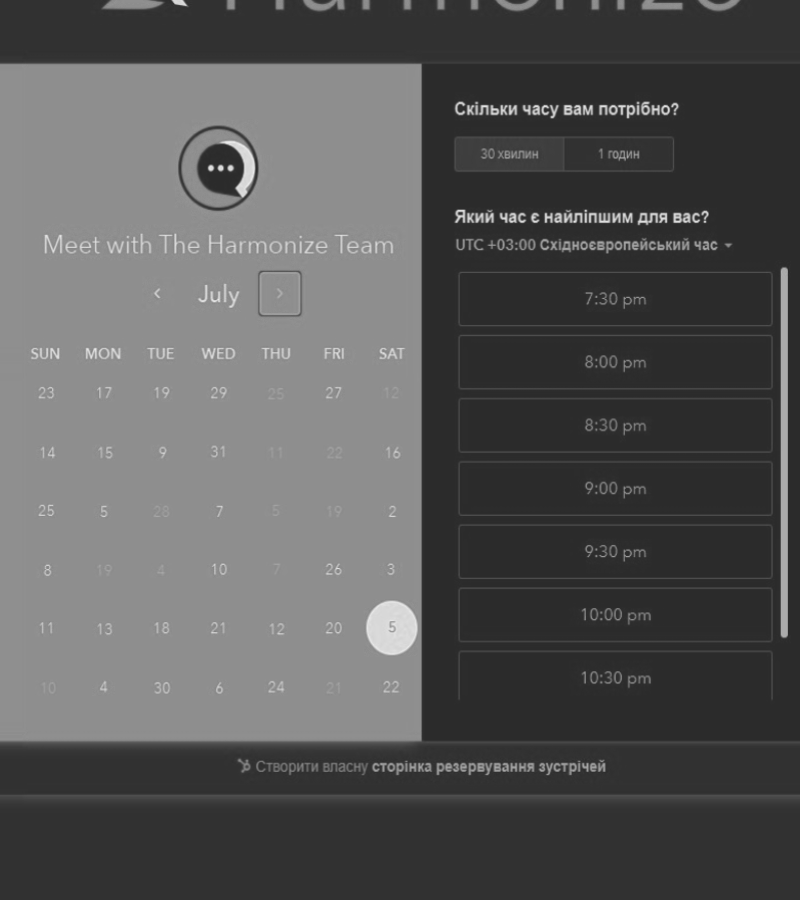 Harmonize
Meet with The Harmonize Team
July
SUN MON TUE WED THU FRI SAT
23 17 19 29 25 27 12
14 15 9 31 11 22 16
25 5 28 7 5 19 2
8 19 4 10 7 26 3
11 13 18 21 12 20 5
10 4 30 6 24 21 22
Скільки часу вам потрібно?
30 хвилин 1 годин
Який час є найліпшим для вас?
UTC +03:00 Східноєвропейський час
7:30 pm
8:00 pm
8:30 pm
9:00 pm
9:30 pm
10:00 pm
10:30 pm
Створити власну сторінка резервування зустрічей